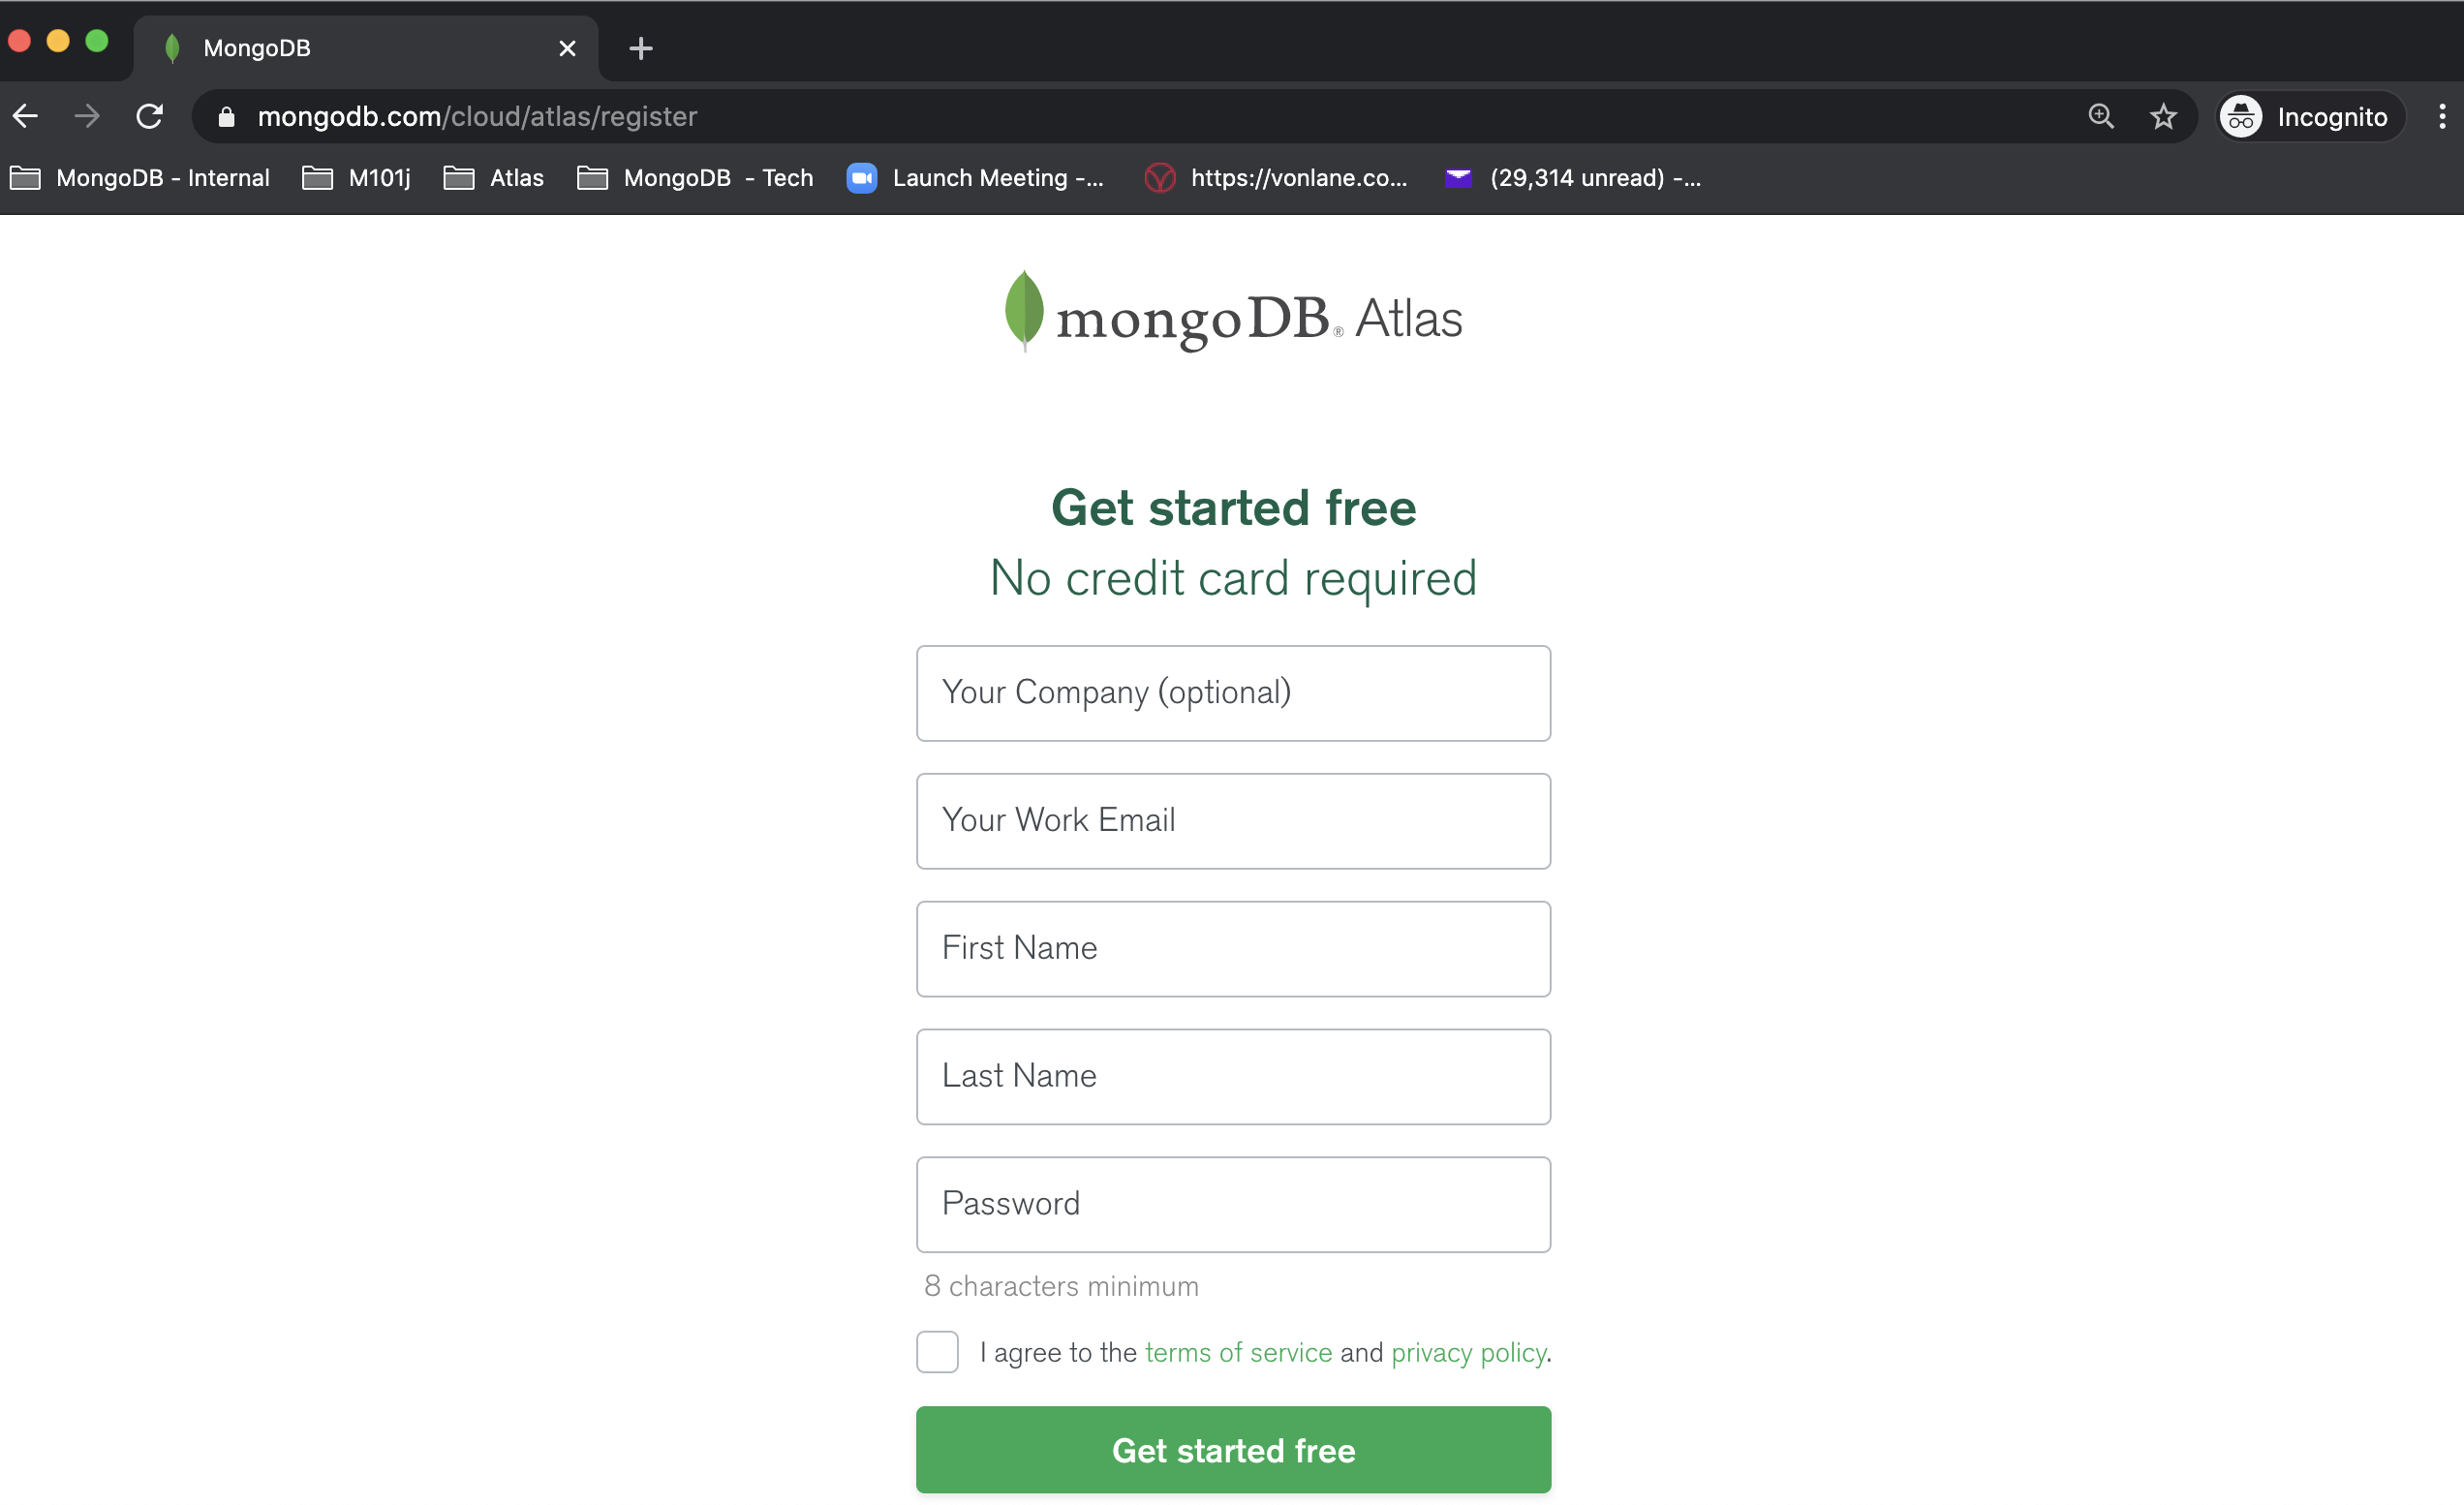 MongoDB
mongodb.com/cloud/atlas/register
Incognito
MongoDB - Internal M101j Atlas MongoDB - Tech Launch Meeting -... https://vonlane.co... (29,314 unread) -...
mongoDB® Atlas
Get started free
No credit card required
Your Company (optional)
Your Work Email
First Name
Last Name
Password
8 characters minimum
I agree to the terms of service and privacy policy.
Get started free